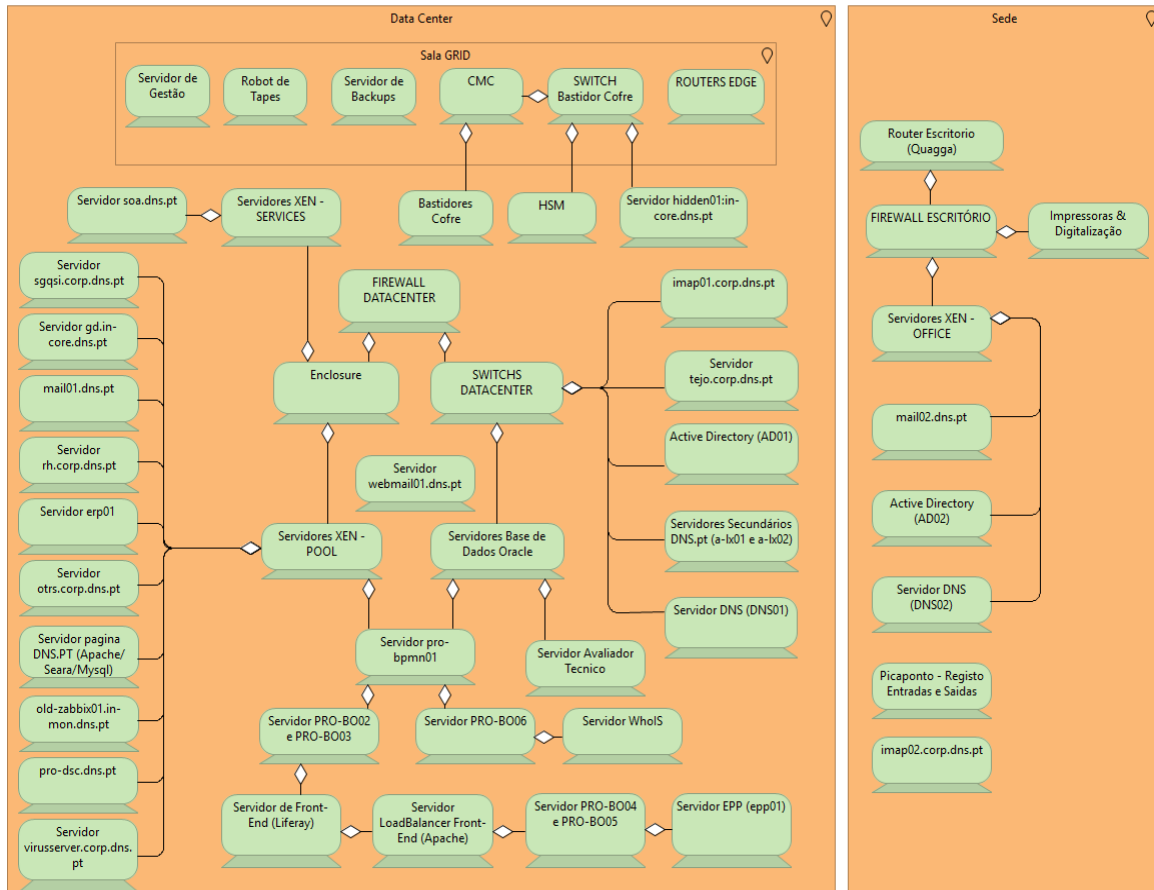 Data Center
Sala GRID
Servidor de
Gestão
Robot de
Tapes
Servidor de
Backups
CMC
SWITCH
Bastidor Cofre
ROUTERS EDGE
Servidor soa.dns.pt
Servidores XEN -
SERVICES
Bastidores
Cofre
HSM
Servidor hidden01:in-
core.dns.pt
Servidor
sgqsi.corp.dns.pt
Servidor gd.in-
core.dns.pt
mail01.dns.pt
Servidor
rh.corp.dns.pt
Servidor erp01
Servidor
otrs.corp.dns.pt
Servidor pagina
DNS.PT (Apache/
Seara/Mysql)
old-zabbix01.in-
mon.dns.pt
pro-dsc.dns.pt
Servidor
virusserver.corp.dns.
pt
FIREWALL
DATACENTER
Enclosure
SWITCHS
DATACENTER
imap01.corp.dns.pt
Servidor
tejo.corp.dns.pt
Active Directory (AD01)
Servidores Secundários
DNS.pt (a-lx01 e a-lx02)
Servidor DNS (DNS01)
Servidor
webmail01.dns.pt
Servidores XEN -
POOL
Servidores Base de
Dados Oracle
Servidor pro-
bpmn01
Servidor Avaliador
Tecnico
Servidor PRO-BO02
e PRO-BO03
Servidor PRO-BO06
Servidor WhoIS
Servidor de Front-
End (Liferay)
Servidor
LoadBalancer Front-
End (Apache)
Servidor PRO-BO04
e PRO-BO05
Servidor EPP (epp01)
Sede
Router Escritorio
(Quagga)
FIREWALL ESCRITÓRIO
Impressoras &
Digitalização
Servidores XEN -
OFFICE
mail02.dns.pt
Active Directory
(AD02)
Servidor DNS
(DNS02)
Picaponto - Registo
Entradas e Saidas
imap02.corp.dns.pt